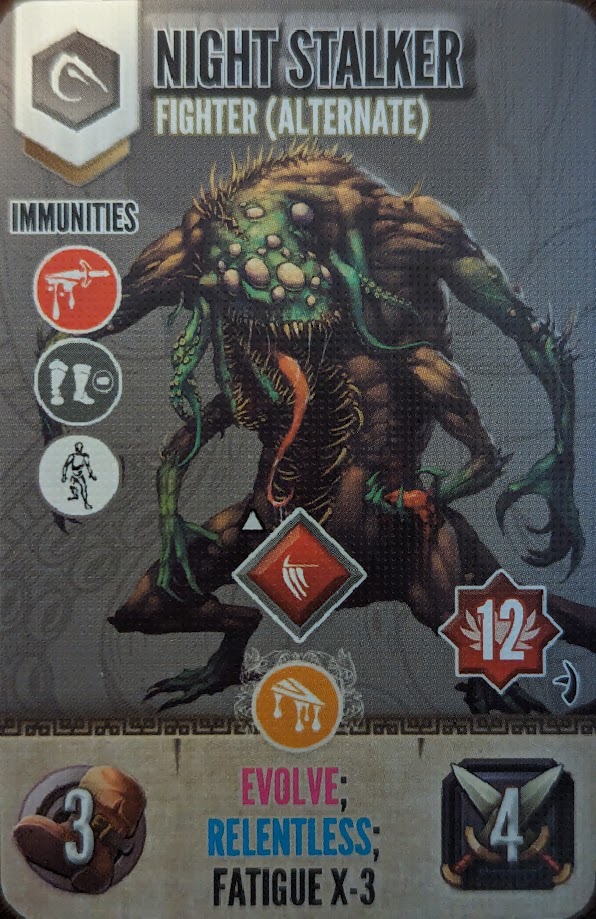 NIGHT STALKER
FIGHTER (ALTERNATE)
IMMUNITIES
12
3
EVOLVE;
RELENTLESS;
FATIGUE X-3
4